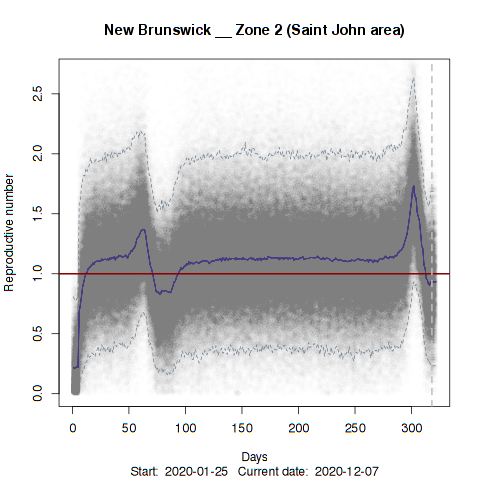 New Brunswick __ Zone 2 (Saint John area)
Reproductive number
2.5
2.0
1.5
1.0
0.5
0.0
0 50 100 150 200 250 300
Days
Start: 2020-01-25 Current date: 2020-12-07